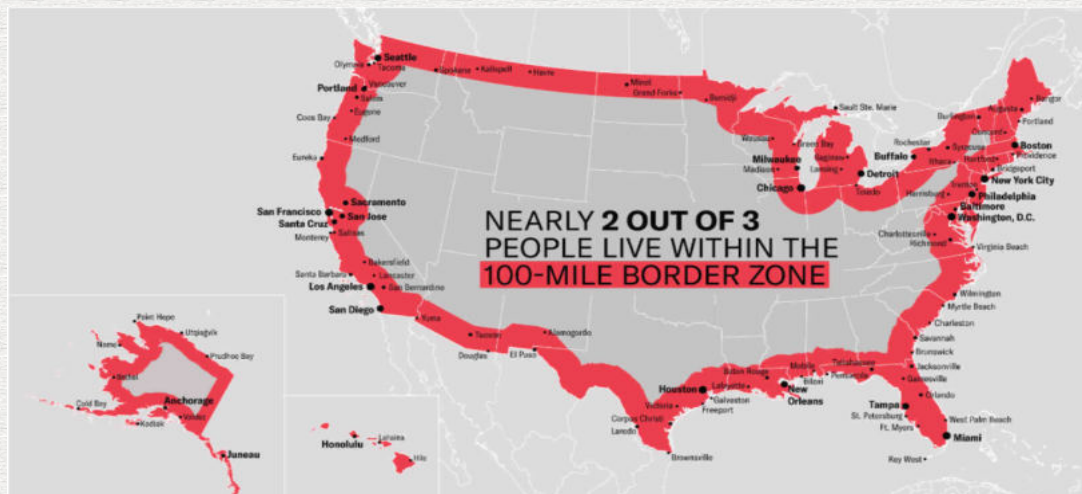 Seattle
Olympia
Tacoma
Spokane
Kalispell
Havre
Minot
Grand Forks
Bemidji
Sault Ste. Marie
Portland
Vancouver
Salem
Eugene
Coos Bay
Medford
Eureka
Wausau
Green Bay
Milwaukee
Madison
Saginaw
Lansing
Chicago
Detroit
Toledo
Burlington
Augusta
Bangor
Portland
Concord
Rochester
Syracuse
Boston
Buffalo
Ithaca
Hartford
Providence
Bridgeport
New York City
Trenton
Harrisburg
Philadelphia
Baltimore
Washington, D.C.
Charlottesville
Richmond
Virginia Beach
Sacramento
San Francisco
San Jose
Santa Cruz
Monterey
Salinas
NEARLY 2 OUT OF 3
PEOPLE LIVE WITHIN THE
100-MILE BORDER ZONE
Bakersfield
Santa Barbara
Lancaster
Los Angeles
San Bernardino
San Diego
Yuma
Tucson
Douglas
El Paso
Alamogordo
Wilmington
Myrtle Beach
Charleston
Savannah
Brunswick
Jacksonville
Gainesville
Orlando
Tampa
St. Petersburg
West Palm Beach
Ft. Myers
Miami
Key West
Houston
Baton Rouge
Mobile
Tallahassee
Lafayette
Biloxi
Pensacola
New
Orleans
Victoria
Galveston
Freeport
Corpus Christi
Laredo
Brownsville
Point Hope
Utqiagvik
Nome
Prudhoe Bay
Bethel
Cold Bay
Anchorage
Kodiak
Valdez
Juneau
Honolulu
Lahaina
Hilo